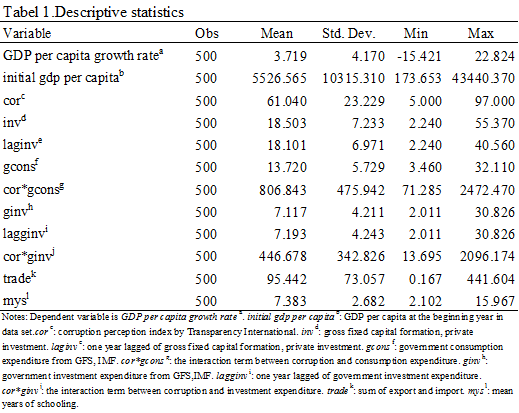 Tabel 1.Descriptive statistics
Variable Obs Mean Std. Dev. Min Max
GDP per capita growth rateᵃ 500 3.719 4.170 -15.421 22.824
initial gdp per capitaᵇ 500 5526.565 10315.310 173.653 43440.370
corᶜ 500 61.040 23.229 5.000 97.000
invᵈ 500 18.503 7.233 2.240 55.370
laginvᵉ 500 18.101 6.971 2.240 40.560
gconsᶠ 500 13.720 5.729 3.460 32.110
cor*gconsᵍ 500 806.843 475.942 71.285 2472.470
ginvʰ 500 7.117 4.211 2.011 30.826
lagginvⁱ 500 7.193 4.243 2.011 30.826
cor*ginvʲ 500 446.678 342.826 13.695 2096.174
tradeᵏ 500 95.442 73.057 0.167 441.604
mysˡ 500 7.383 2.682 2.102 15.967
Notes: Dependent variable is GDP per capita growth rate ᵃ. initial gdp per capita ᵇ: GDP per capita at the beginning year in
data set.cor ᶜ: corruption perception index by Transparency International. inv ᵈ: gross fixed capital formation, private
investment. laginv ᵉ: one year lagged of gross fixed capital formation, private investment. gcons ᶠ: government consumption
expenditure from GFS, IMF. cor*gcons ᵍ: the interaction term between corruption and consumption expenditure. ginv ʰ:
government investment expenditure from GFS,IMF. lagginv ⁱ: one year lagged of government investment expenditure.
cor*ginv ʲ: the interaction term between corruption and investment expenditure. trade ᵏ: sum of export and import. mys ˡ: mean
years of schooling.